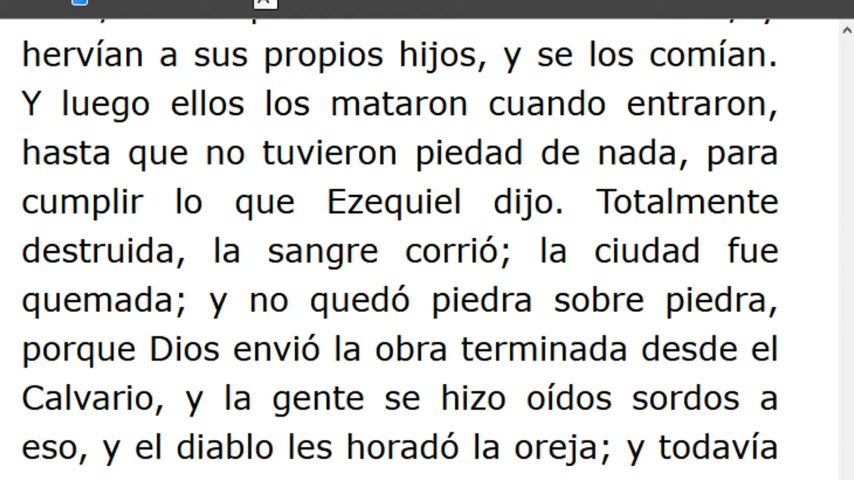 hervían a sus propios hijos, y se los comían.
Y luego ellos los mataron cuando entraron,
hasta que no tuvieron piedad de nada, para
cumplir lo que Ezequiel dijo. Totalmente
destruida, la sangre corrió; la ciudad fue
quemada; y no quedó piedra sobre piedra,
porque Dios envió la obra terminada desde el
Calvario, y la gente se hizo oídos sordos a
eso, y el diablo les horadó la oreja; y todavía